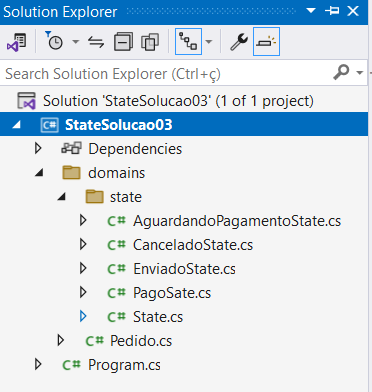 Solution Explorer
Search Solution Explorer (Ctrl+ç)
Solution 'StateSolucao03' (1 of 1 project)
StateSolucao03
Dependencies
domains
state
AguardandoPagamentoState.cs
CanceladoState.cs
EnviadoState.cs
PagoSate.cs
State.cs
Pedido.cs
Program.cs